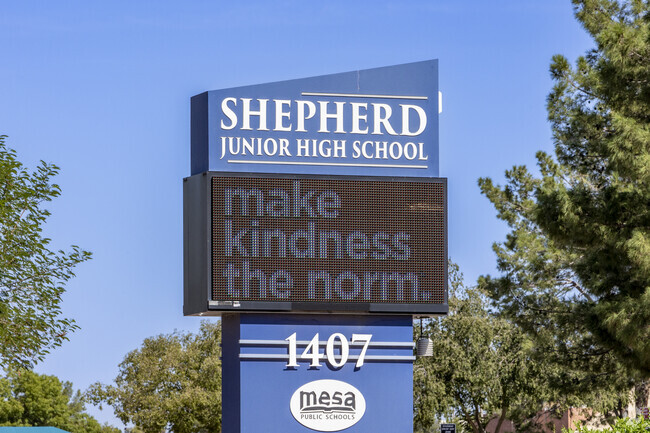 SHEPHERD
JUNIOR HIGH SCHOOL
make
kindness
the norm.
1407
mesa
PUBLIC SCHOOLS